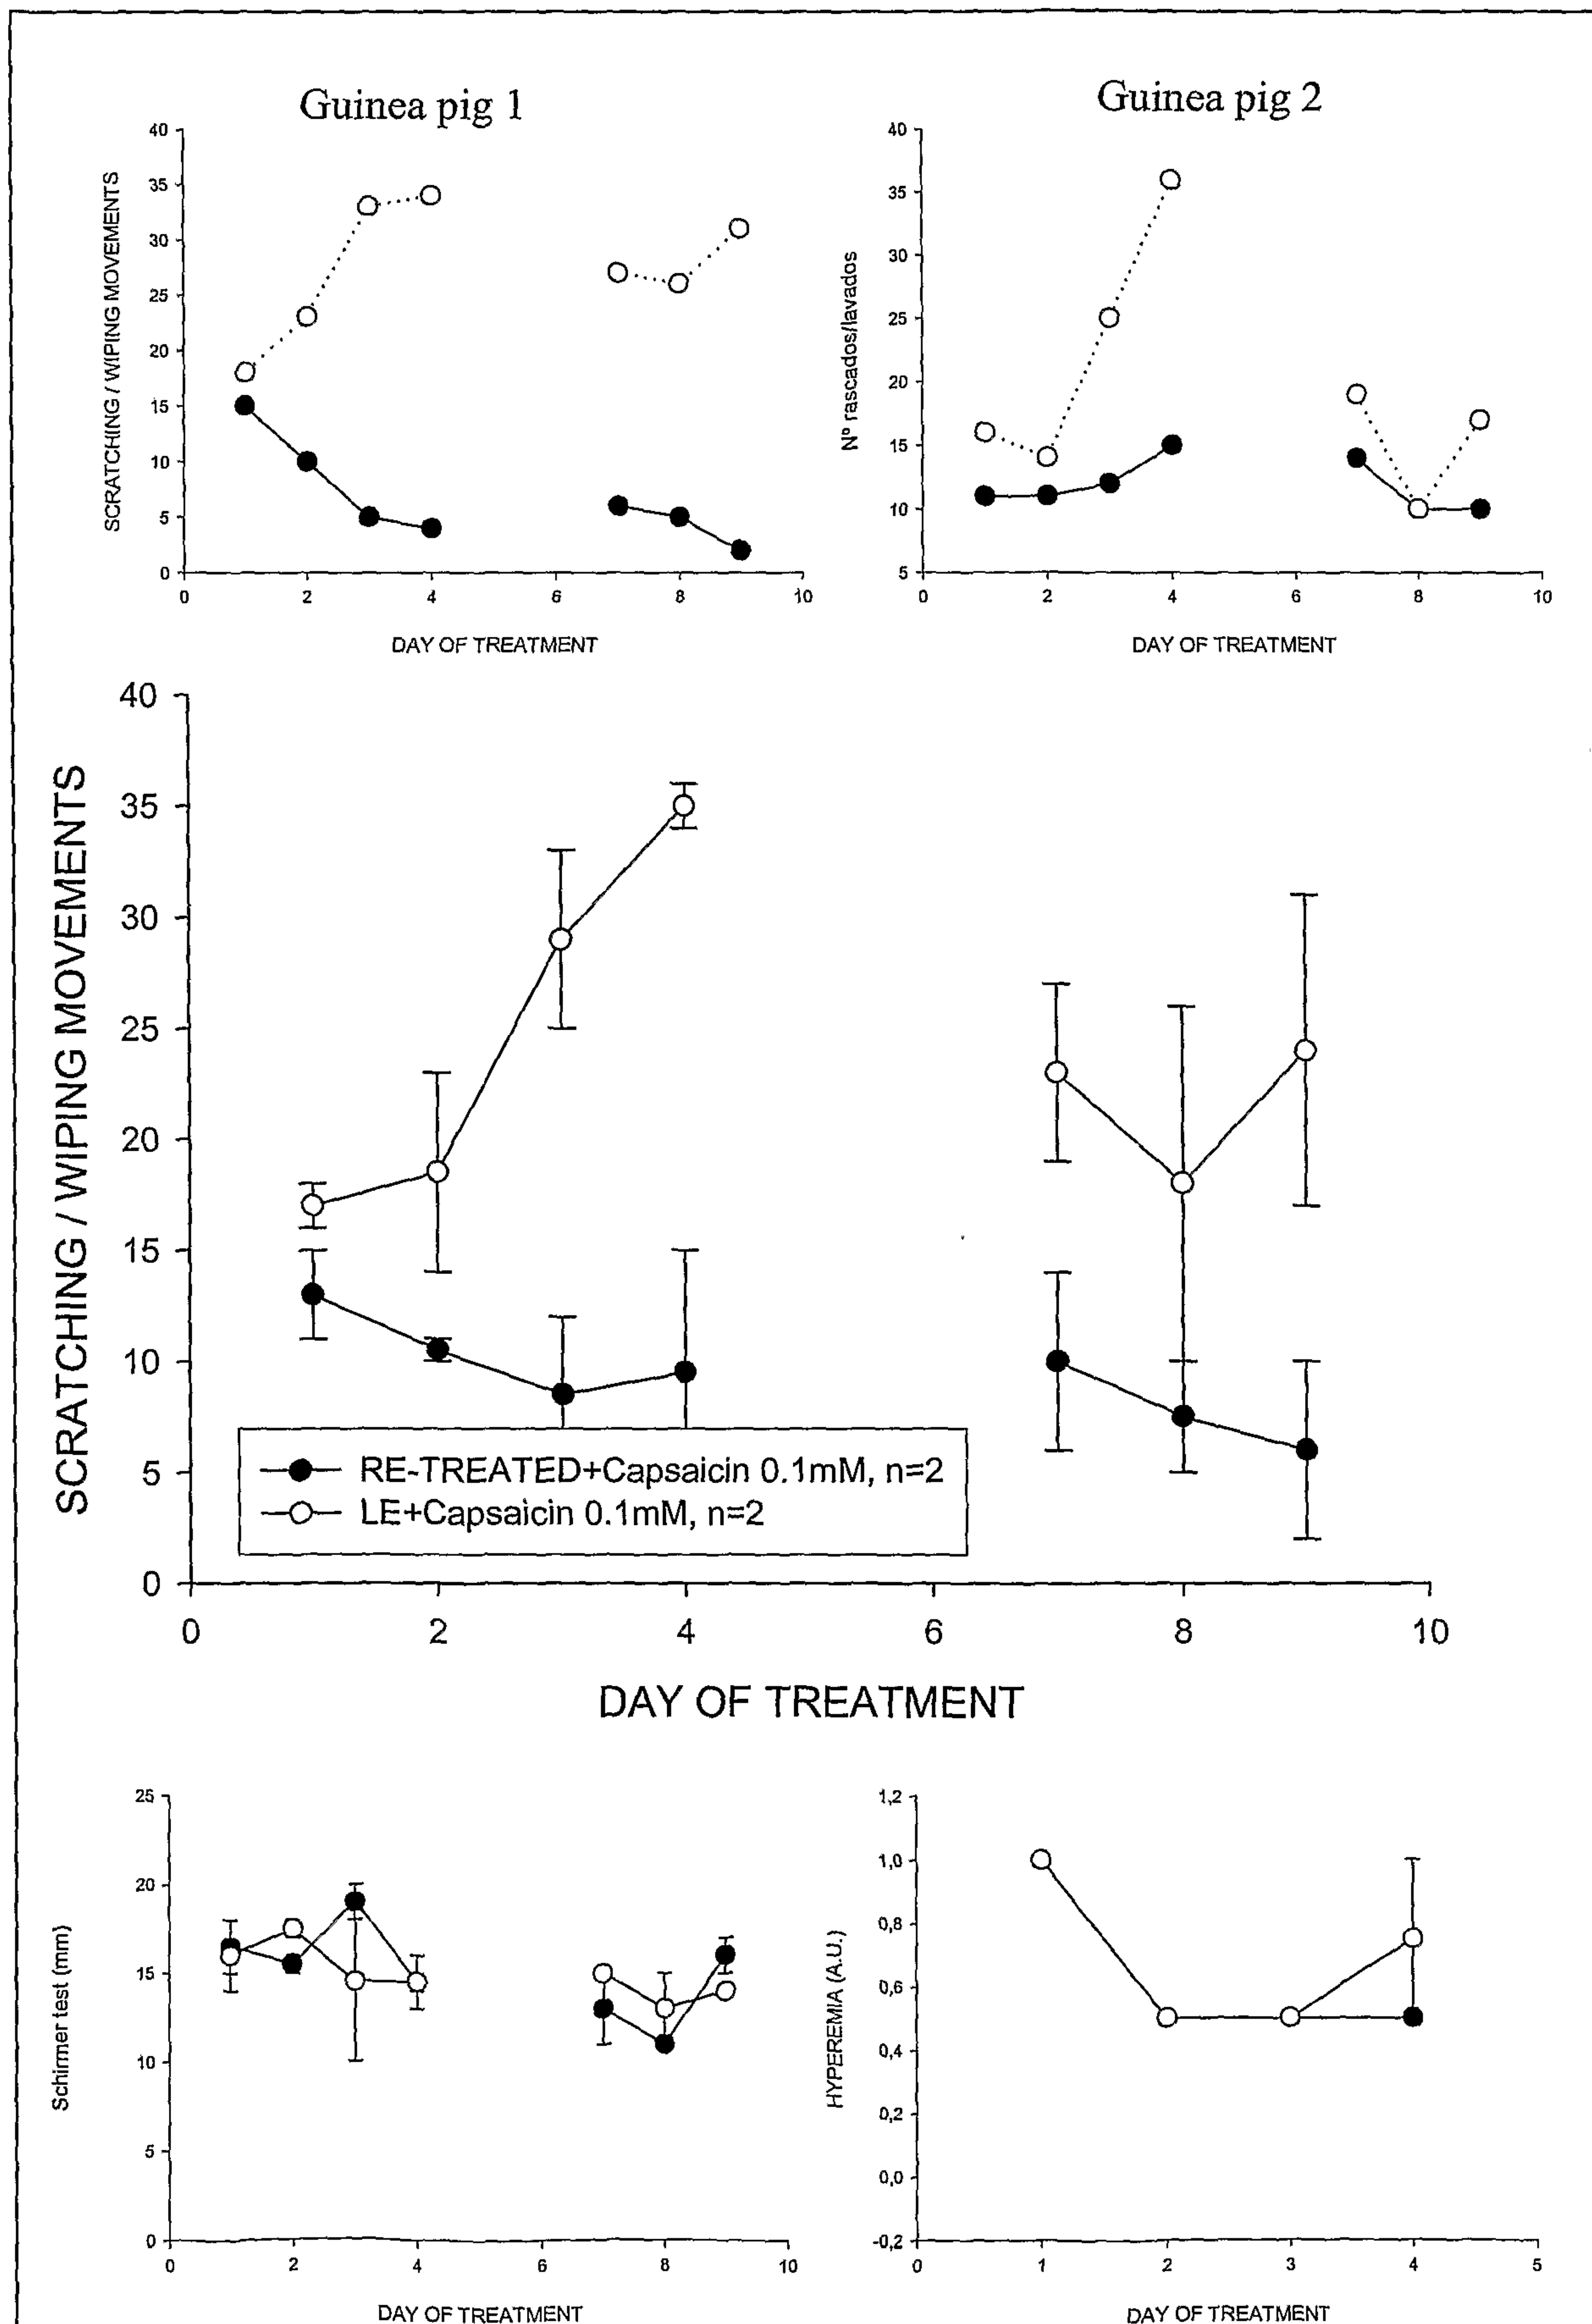 Guinea pig 1
Guinea pig 2
SCRATCHING / WIPING MOVEMENTS
40
35
30
25
20
15
10
5
0
0 2 4 6 8 10
DAY OF TREATMENT
Nº rascados/lavados
40
35
30
25
20
15
10
5
0 2 4 6 8 10
DAY OF TREATMENT
SCRATCHING / WIPING MOVEMENTS
40
35
30
25
20
15
10
5
0
RE-TREATED+Capsaicin 0.1mM, n=2
LE+Capsaicin 0.1mM, n=2
0 2 4 6 8 10
DAY OF TREATMENT
Schirmer test (mm)
25
20
15
10
5
0
0 2 4 6 8 10
DAY OF TREATMENT
HYPEREMIA (A.U.)
1,2
1,0
0,8
0,6
0,4
0,2
0,0
-0,2
0 1 2 3 4 5
DAY OF TREATMENT